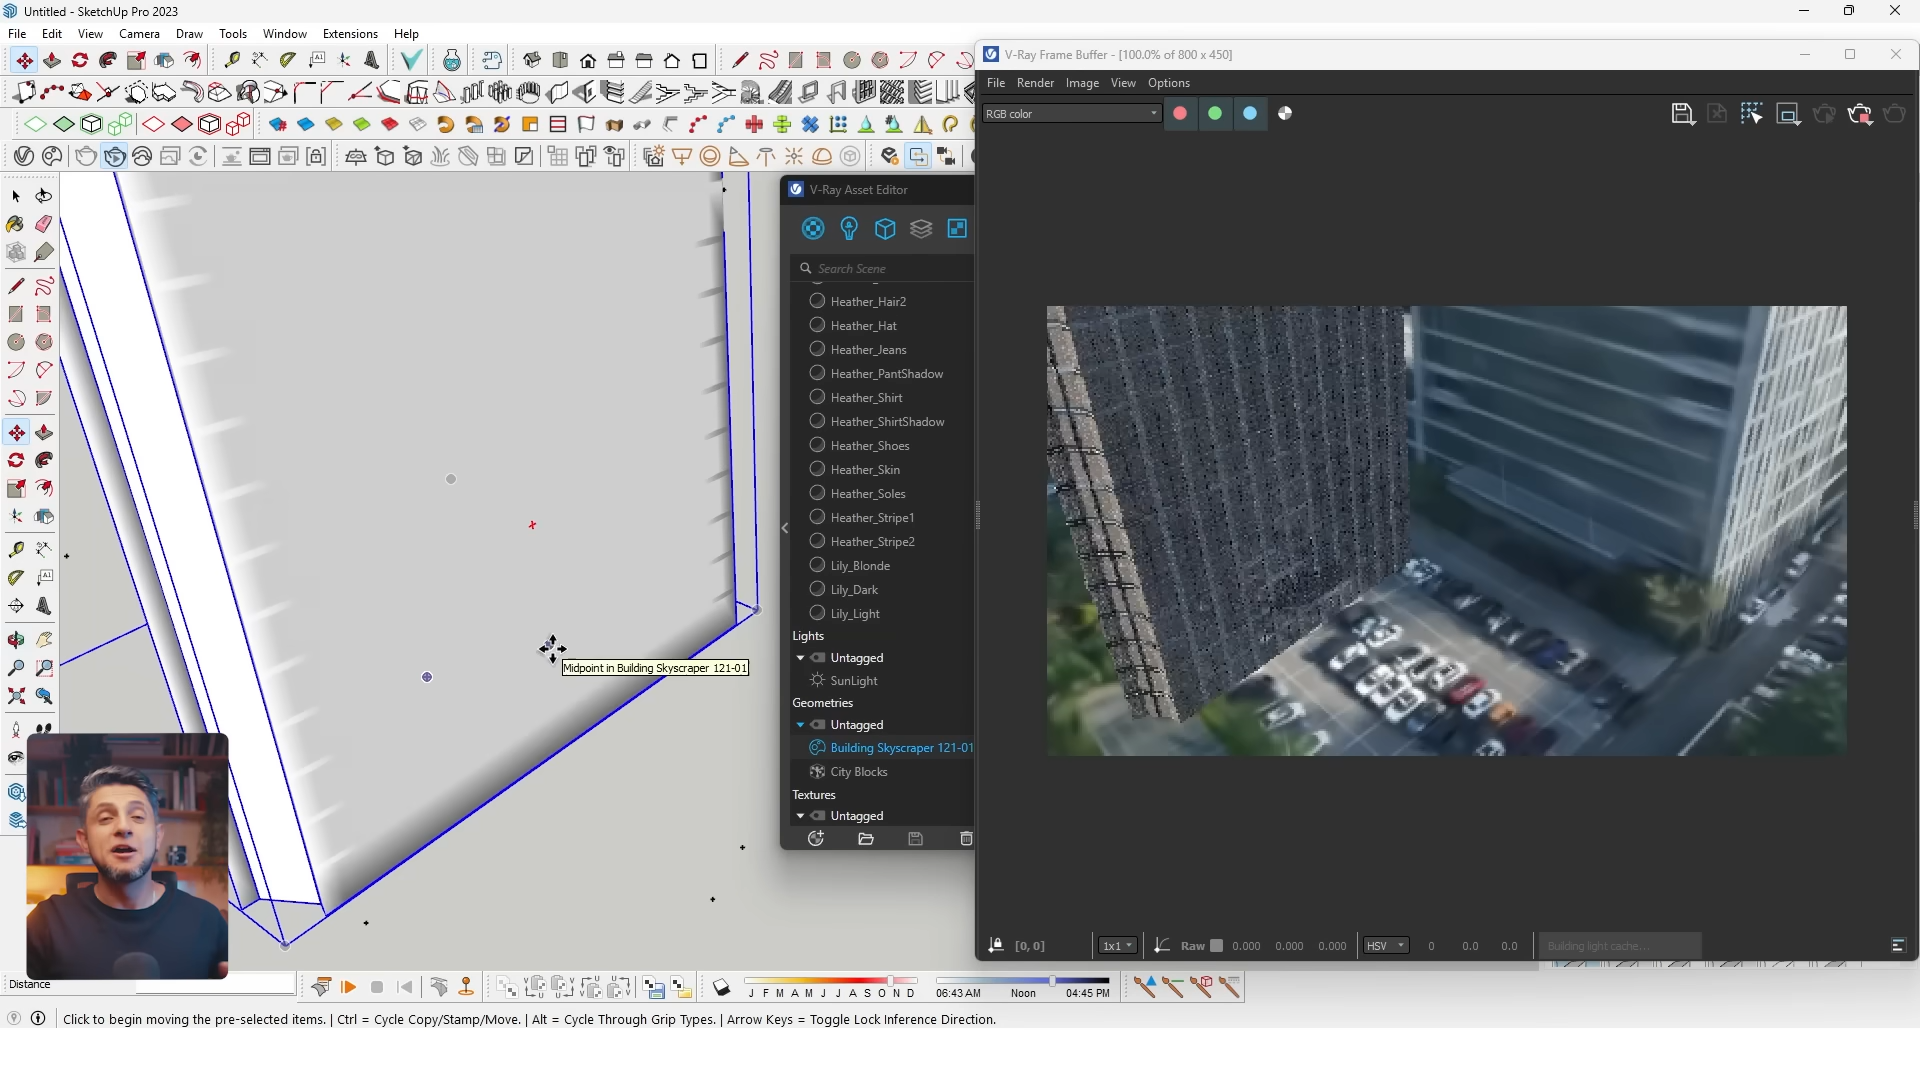 Untitled - SketchUp Pro 2023
File Edit View Camera Draw Tools Window Extensions Help
V-Ray Frame Buffer - [100.0% of 800 x 450]
File Render Image View Options
RGB color
V-Ray Asset Editor
Search Scene
Heather_Hair2
Heather_Hat
Heather_Jeans
Heather_PantShadow
Heather_Shirt
Heather_ShirtShadow
Heather_Shoes
Heather_Skin
Heather_Soles
Heather_Stripe1
Heather_Stripe2
Lily_Blonde
Lily_Dark
Lily_Light
Lights
Untagged
SunLight
Geometries
Untagged
Building Skyscraper 121-01
City Blocks
Textures
Untagged
Midpoint in Building Skyscraper 121-01
[0, 0]
1x1
Raw
0.000 0.000 0.000
HSV
0 0.0 0.0
Building light cache...
Distance
J F M A M J J A S O N D
06:43 AM Noon 04:45 PM
Click to begin moving the pre-selected items. | Ctrl = Cycle Copy/Stamp/Move. | Alt = Cycle Through Grip Types. | Arrow Keys = Toggle Lock Inference Direction.